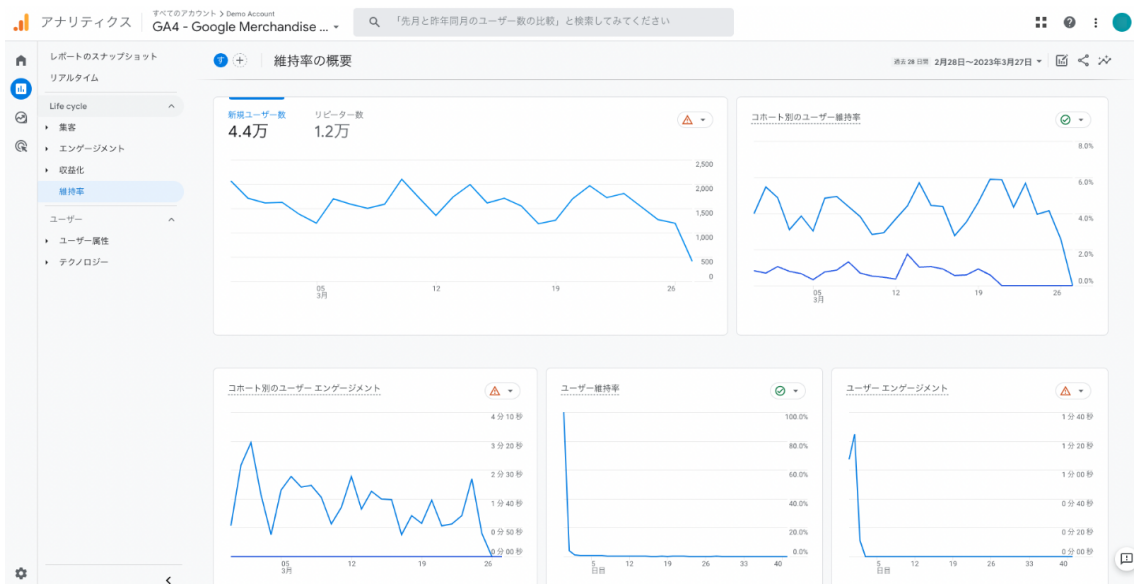 アナリティクス
すべてのアカウント > Demo Account
GA4 - Google Merchandise ...
「先月と昨年同月のユーザー数の比較」と検索してみてください
レポートのスナップショット
リアルタイム
Life cycle
集客
エンゲージメント
収益化
維持率
ユーザー
ユーザー属性
テクノロジー
す
維持率の概要
過去 28 日間 2月28日～2023年3月27日
新規ユーザー数
4.4万
リピーター数
1.2万
2,500
2,000
1,500
1,000
500
0
05
3月
12
19
26
コホート別のユーザー維持率
8.0%
6.0%
4.0%
2.0%
0.0%
05
3月
12
19
26
コホート別のユーザー エンゲージメント
4 分 10 秒
3 分 20 秒
2 分 30 秒
1 分 40 秒
0 分 50 秒
0 分 00 秒
05
3月
12
19
26
ユーザー維持率
100.0%
80.0%
60.0%
40.0%
20.0%
0.0%
5
日目
12
19
26
33
40
ユーザー エンゲージメント
1 分 40 秒
1 分 20 秒
1 分 00 秒
0 分 40 秒
0 分 20 秒
0 分 00 秒
5
日目
12
19
26
33
40